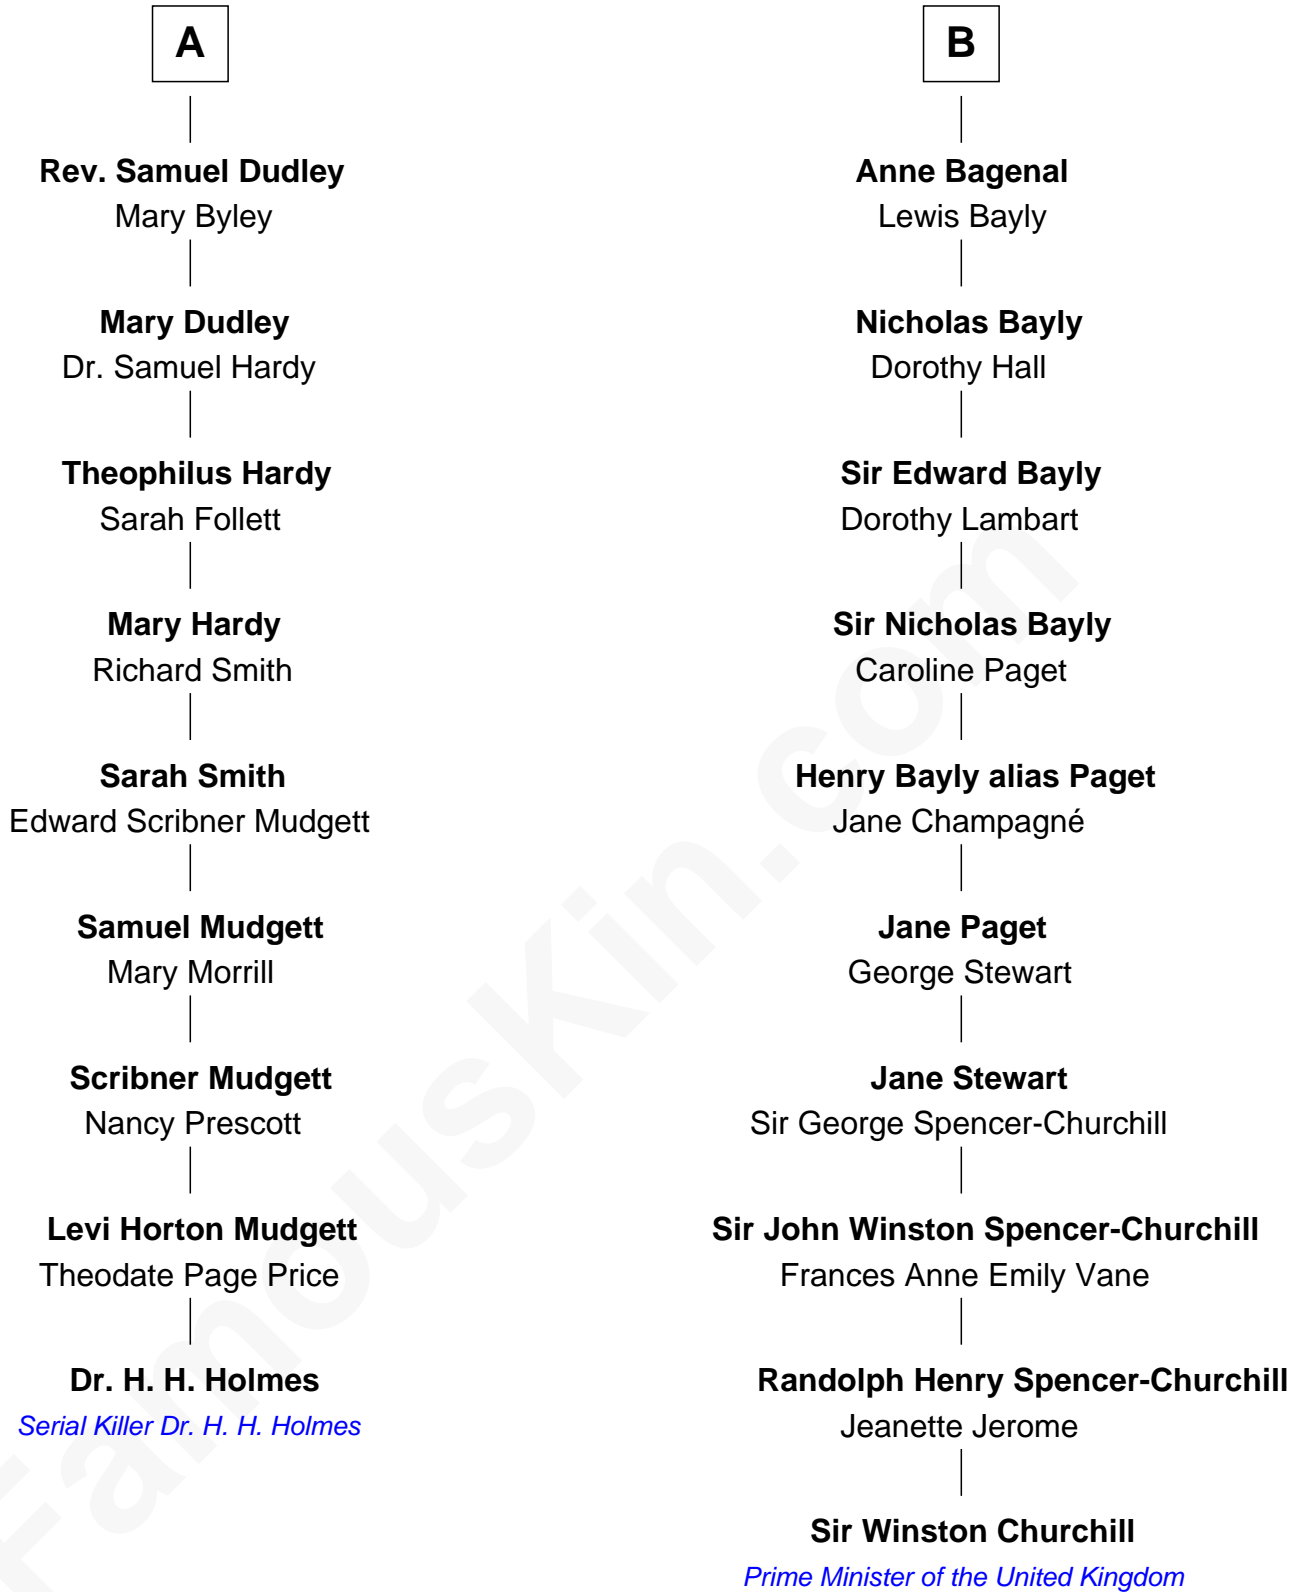 A
Rev. Samuel Dudley
Mary Byley
Mary Dudley
Dr. Samuel Hardy
Theophilus Hardy
Sarah Follett
Mary Hardy
Richard Smith
Sarah Smith
Edward Scribner Mudgett
Samuel Mudgett
Mary Morrill
Scribner Mudgett
Nancy Prescott
Levi Horton Mudgett
Theodate Page Price
Dr. H. H. Holmes
Serial Killer Dr. H. H. Holmes
B
Anne Bagenal
Lewis Bayly
Nicholas Bayly
Dorothy Hall
Sir Edward Bayly
Dorothy Lambart
Sir Nicholas Bayly
Caroline Paget
Henry Bayly alias Paget
Jane Champagné
Jane Paget
George Stewart
Jane Stewart
Sir George Spencer-Churchill
Sir John Winston Spencer-Churchill
Frances Anne Emily Vane
Randolph Henry Spencer-Churchill
Jeanette Jerome
Sir Winston Churchill
Prime Minister of the United Kingdom
FamousKin.com